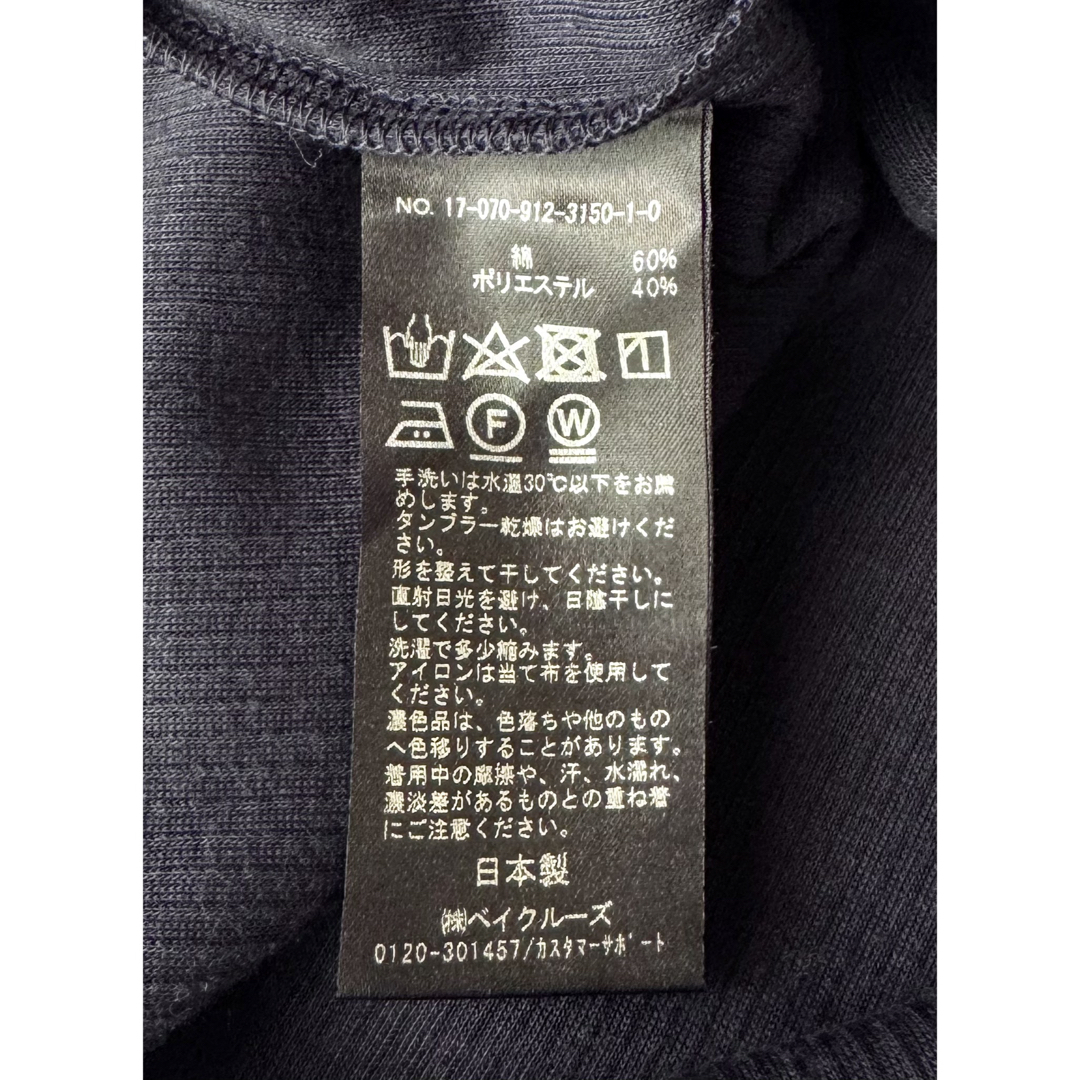 NO. 17-070-912-3150-1-0
綿 60%
ポリエステル 40%
F W
手洗いは水温30℃以下をお薦
めします。
タンブラー乾燥はお避けくだ
さい。
形を整えて干してください。
直射日光を避け、日陰干しに
してください。
洗濯で多少縮みます。
アイロンは当て布を使用して
ください。
濃色品は、色落ちや他のもの
へ色移りすることがあります。
着用中の摩擦や、汗、水濡れ、
濃淡差があるものとの重ね着
にご注意ください。
日本製
㈱ベイクルーズ
0120-301457/カスタマーサポート